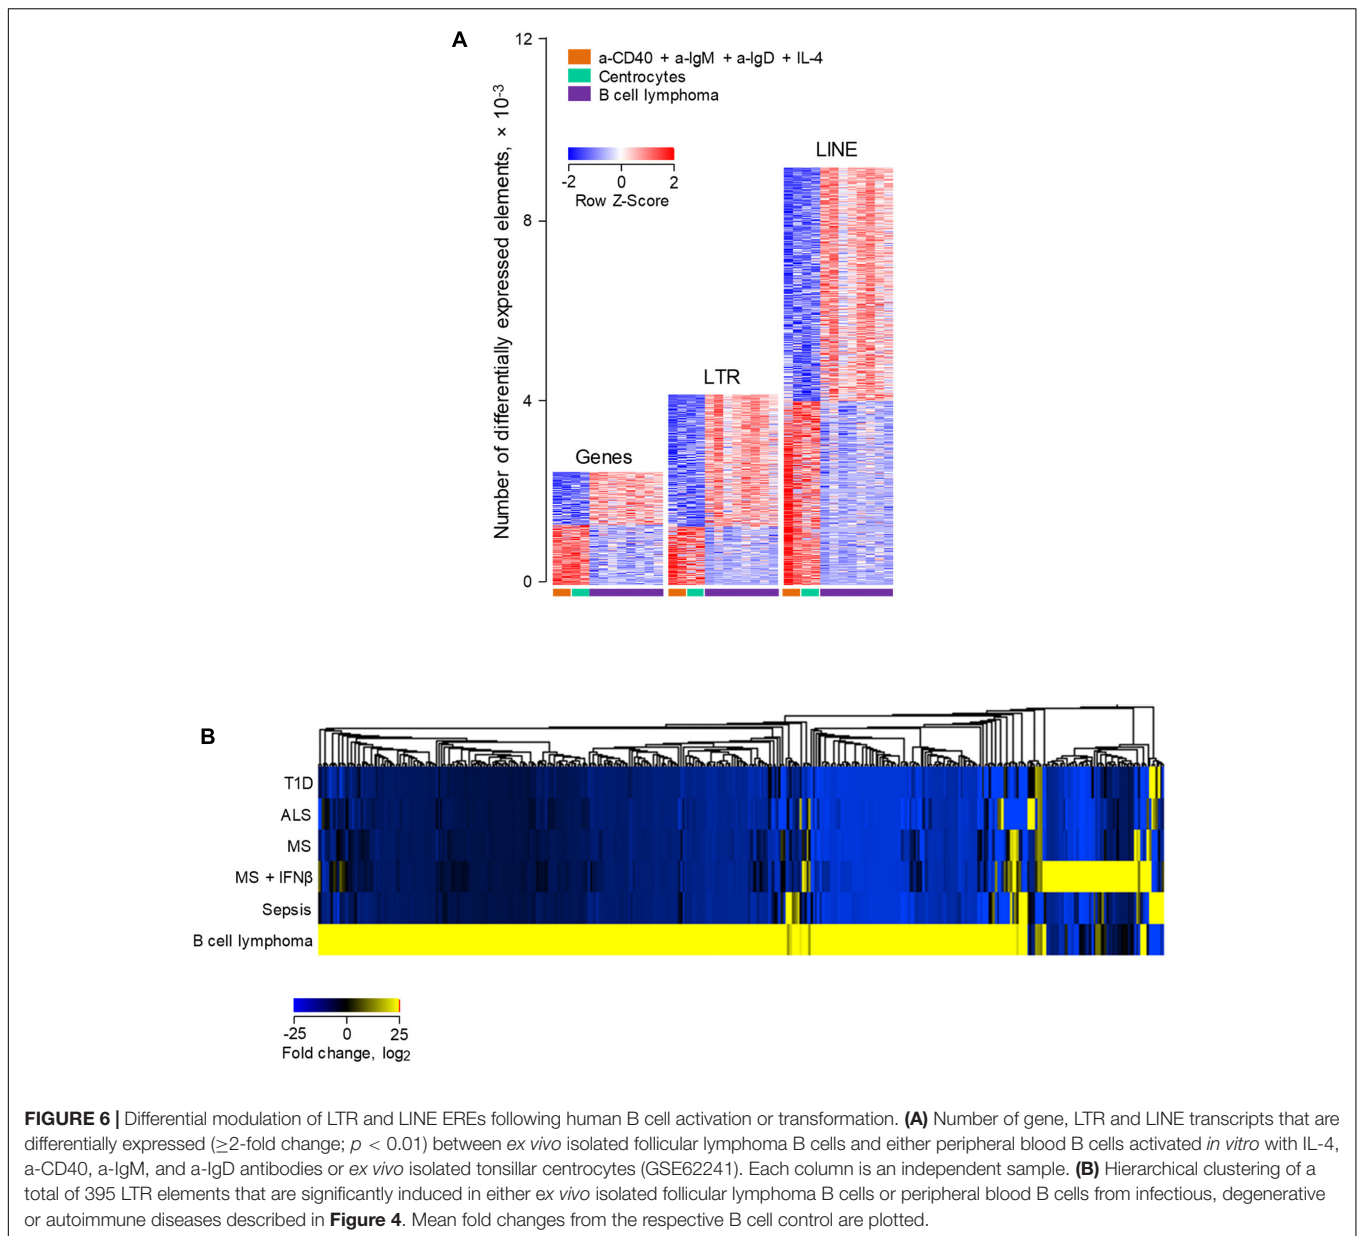 A
12
8
4
0
Number of differentially expressed elements, × 10-3
a-CD40 + a-IgM + a-IgD + IL-4
Centrocytes
B cell lymphoma
-2 0 2
Row Z-Score
Genes
LTR
LINE
B
T1D
ALS
MS
MS + IFNβ
Sepsis
B cell lymphoma
-25 0 25
Fold change, log2
FIGURE 6 | Differential modulation of LTR and LINE EREs following human B cell activation or transformation. (A) Number of gene, LTR and LINE transcripts that are
differentially expressed (≥2-fold change; p < 0.01) between ex vivo isolated follicular lymphoma B cells and either peripheral blood B cells activated in vitro with IL-4,
a-CD40, a-IgM, and a-IgD antibodies or ex vivo isolated tonsillar centrocytes (GSE62241). Each column is an independent sample. (B) Hierarchical clustering of a
total of 395 LTR elements that are significantly induced in either ex vivo isolated follicular lymphoma B cells or peripheral blood B cells from infectious, degenerative
or autoimmune diseases described in Figure 4. Mean fold changes from the respective B cell control are plotted.